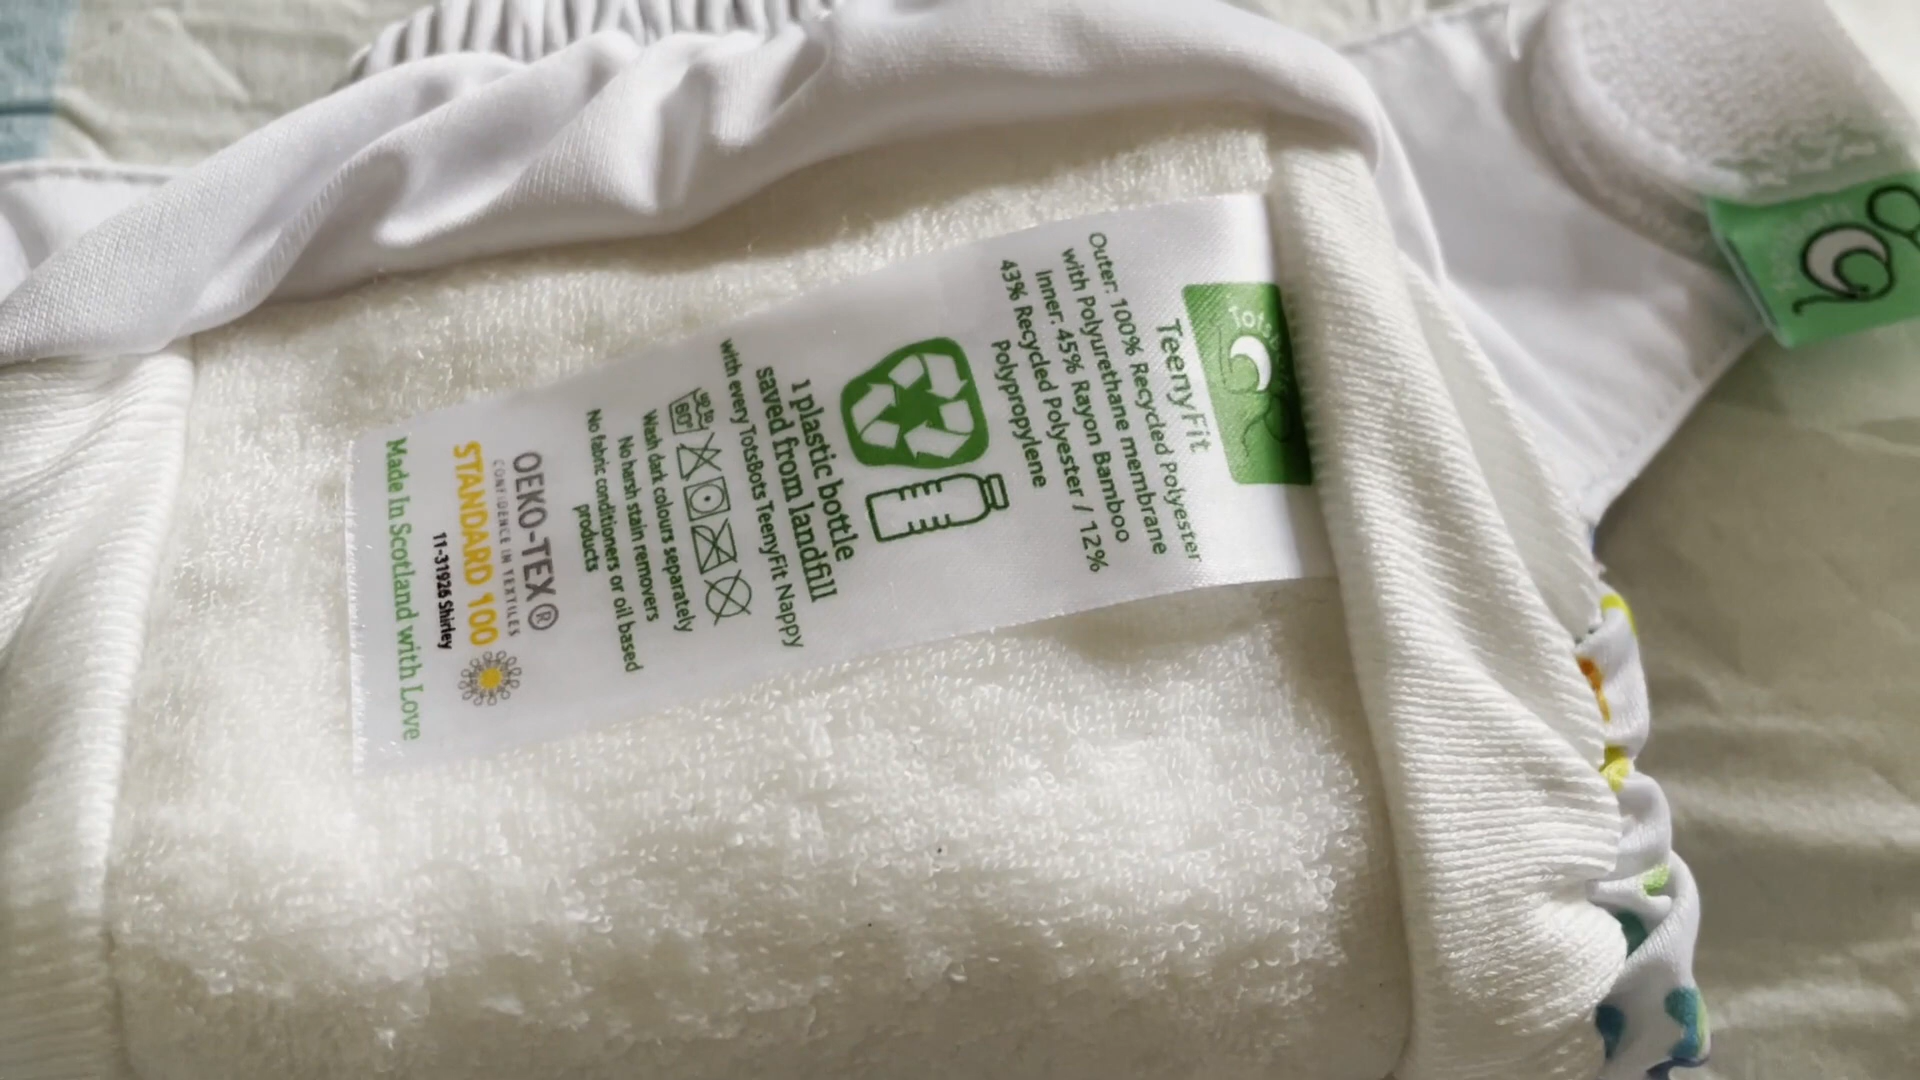 TeenyFit
Outer: 100% Recycled Polyester
with Polyurethane membrane
Inner: 45% Rayon Bamboo
43% Recycled Polyester / 12%
Polypropylene
1 plastic bottle
saved from landfill
with every TotsBots TeenyFit Nappy
up to
60°
Wash dark colours separately
No harsh stain removers
No fabric conditioners or oil based
products
OEKO-TEX®
CONFIDENCE IN TEXTILES
STANDARD 100
11-31926 Shirley
Made In Scotland with Love